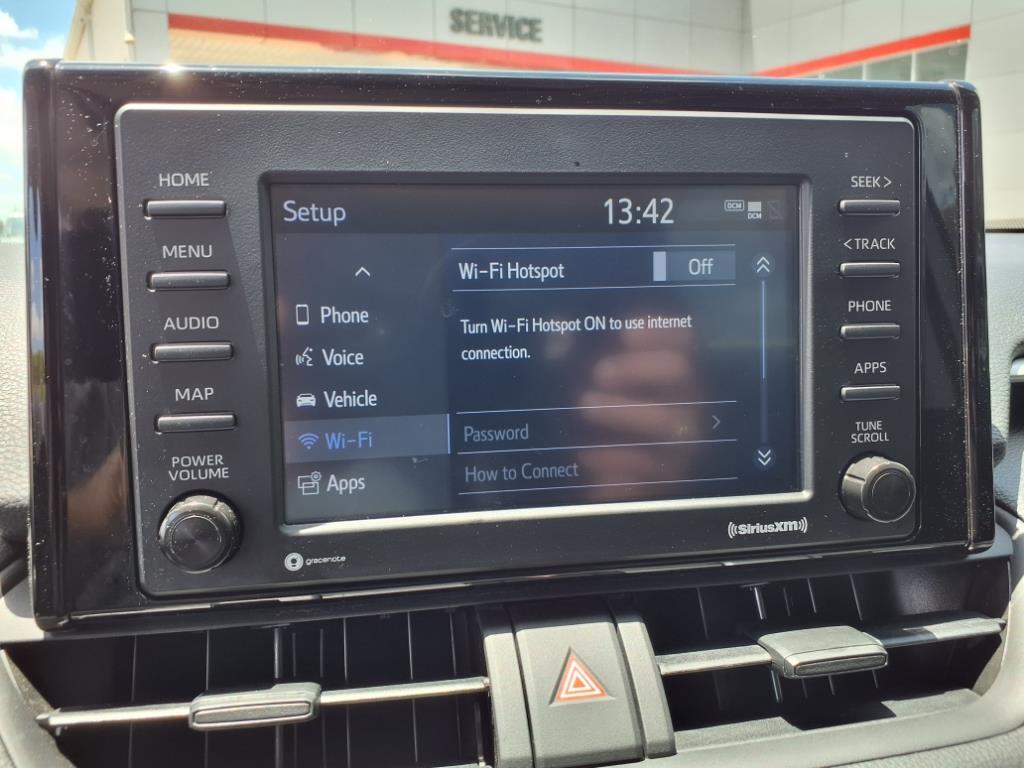 SERVICE
HOME
MENU
AUDIO
MAP
POWER
VOLUME
Setup
13:42
DCM
DCM
Phone
Voice
Vehicle
Wi-Fi
Apps
Wi-Fi Hotspot
Off
Turn Wi-Fi Hotspot ON to use internet
connection.
Password
How to Connect
SEEK >
< TRACK
PHONE
APPS
TUNE
SCROLL
gracenote
((SiriusXM))